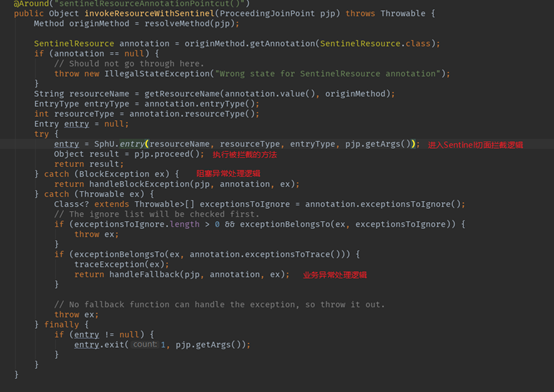 @Around("sentinelResourceAnnotationPointcut()")
public Object invokeResourceWithSentinel(ProceedingJoinPoint pjp) throws Throwable {
    Method originMethod = resolveMethod(pjp);

    SentinelResource annotation = originMethod.getAnnotation(SentinelResource.class);
    if (annotation == null) {
        // Should not go through here.
        throw new IllegalStateException("Wrong state for SentinelResource annotation");
    }
    String resourceName = getResourceName(annotation.value(), originMethod);
    EntryType entryType = annotation.entryType();
    int resourceType = annotation.resourceType();
    Entry entry = null;
    try {
        entry = SphU.entry(resourceName, resourceType, entryType, pjp.getArgs()); 进入Sentinel切面拦截逻辑
        Object result = pjp.proceed(); 执行被拦截的方法
        return result;
    } catch (BlockException ex) { 阻塞异常处理逻辑
        return handleBlockException(pjp, annotation, ex);
    } catch (Throwable ex) {
        Class<? extends Throwable>[] exceptionsToIgnore = annotation.exceptionsToIgnore();
        // The ignore list will be checked first.
        if (exceptionsToIgnore.length > 0 && exceptionBelongsTo(ex, exceptionsToIgnore)) {
            throw ex;
        }
        if (exceptionBelongsTo(ex, annotation.exceptionsToTrace())) {
            traceException(ex);
            return handleFallback(pjp, annotation, ex); 业务异常处理逻辑
        }

        // No fallback function can handle the exception, so throw it out.
        throw ex;
    } finally {
        if (entry != null) {
            entry.exit( count: 1, pjp.getArgs());
        }
    }
}